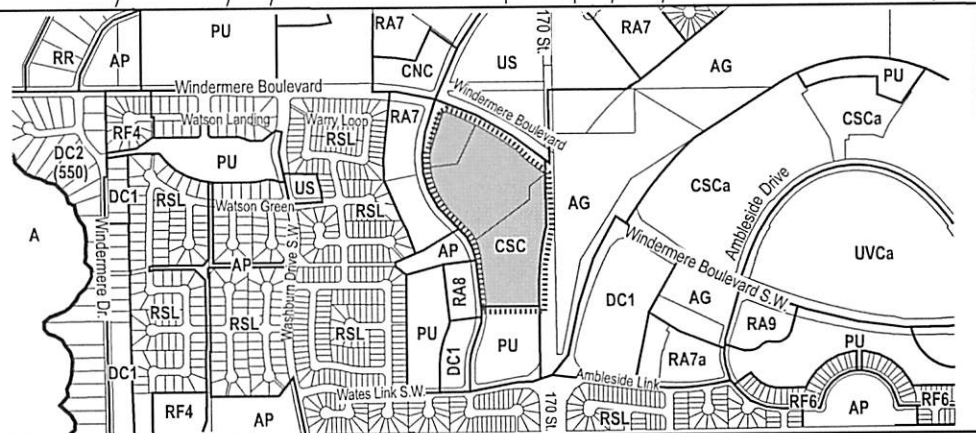 PU
RA7
170 St.
RA7
RR
AP
CNC
US
AG
PU
Windermere Boulevard
CSCa
Watson Landing
Warry Loop
RA7
Windermere Boulevard
RF4
RSL
DC2
(550)
PU
US
DC1
RSL
Watson Green
RSL
AG
CSCa
Ambleside Drive
A
Windermere Dr.
AP
Washburn Drive S.W.
AP
CSC
Windermere Boulevard S.W.
UVCa
RA8
DC1
AG
RSL
RSL
RSL
PU
RA9
DC1
PU
RA7a
PU
DC1
Wates Link S.W.
Ambleside Link
RF4
AP
170 St.
RSL
RF6
AP
RF6